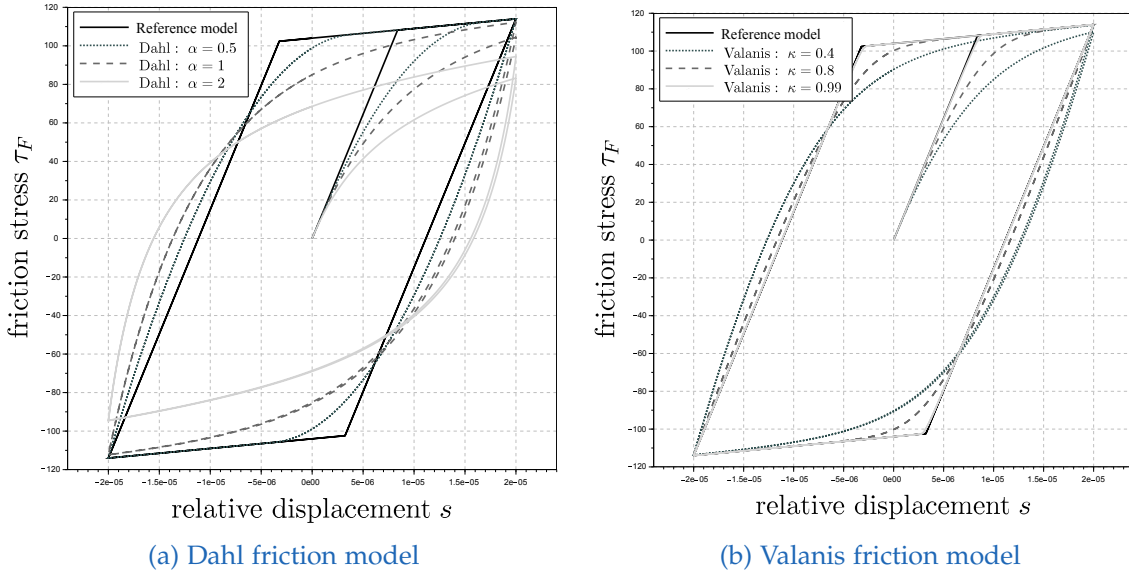 Reference model
Dahl : α = 0.5
Dahl : α = 1
Dahl : α = 2
friction stress τ_F
120
100
80
60
40
20
0
−20
−40
−60
−80
−100
−120
−2e−05 −1.5e−05 −1e−05 −5e−06 0e00 5e−06 1e−05 1.5e−05 2e−05
relative displacement s
(a) Dahl friction model
Reference model
Valanis : κ = 0.4
Valanis : κ = 0.8
Valanis : κ = 0.99
friction stress τ_F
120
100
80
60
40
20
0
−20
−40
−60
−80
−100
−120
−2e−05 −1.5e−05 −1e−05 −5e−06 0e00 5e−06 1e−05 1.5e−05 2e−05
relative displacement s
(b) Valanis friction model